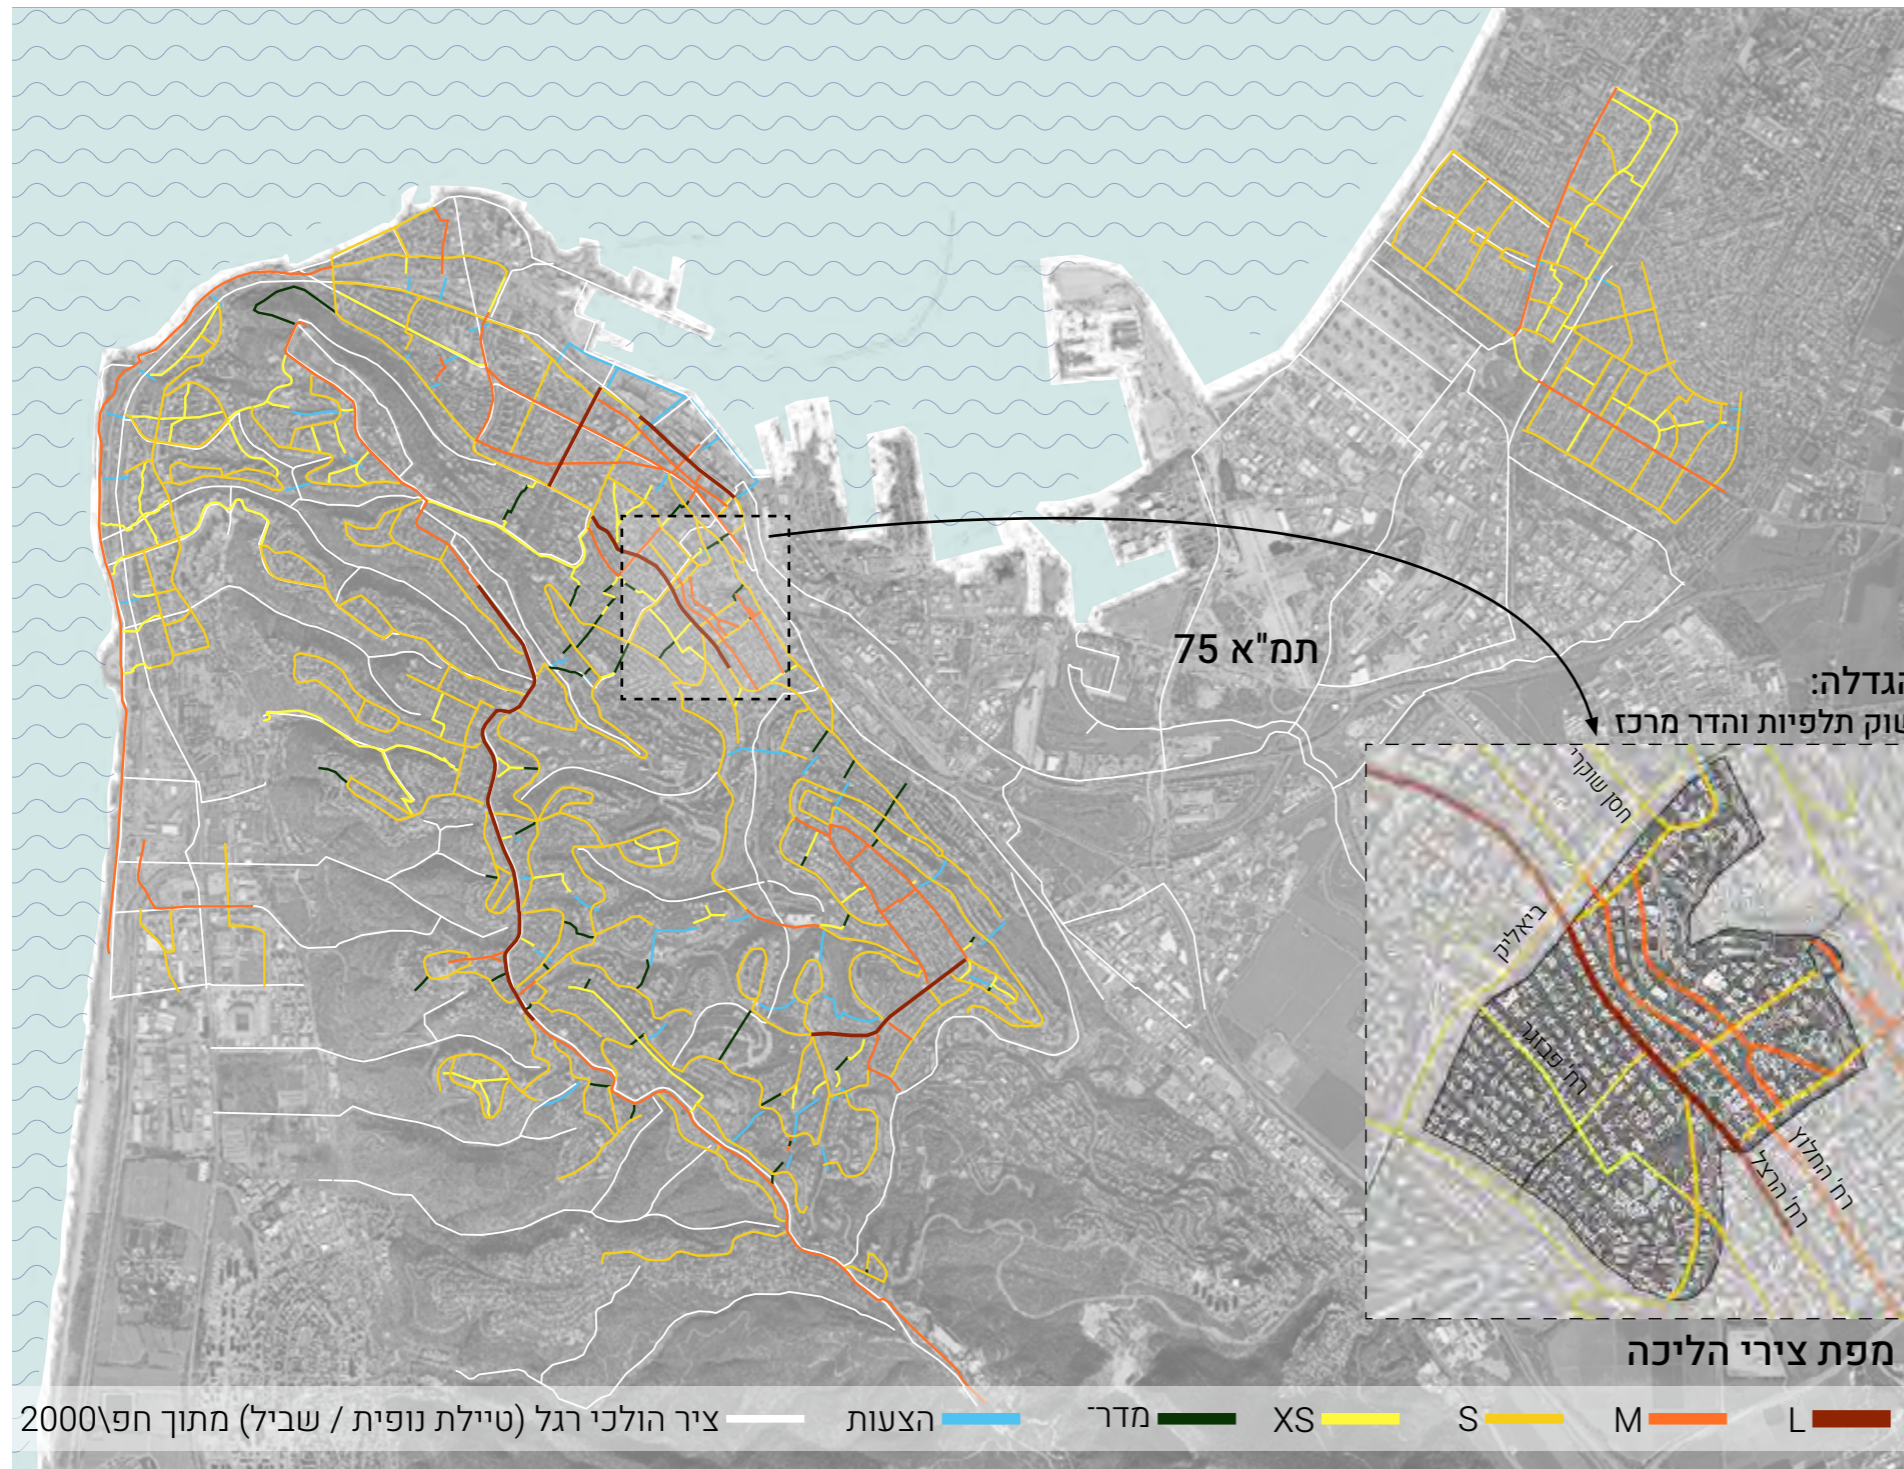 תמ"א 75
הגדלה:
שוק תלפיות והדר מרכז
חסן שוקרי
ביאליק
רח' פבזנר
רח' החלוץ
רח' הרצל
מפת צירי הליכה
L
M
S
XS
מדר־
הצעות
ציר הולכי רגל (טיילת נופית / שביל) מתוך חפ\2000